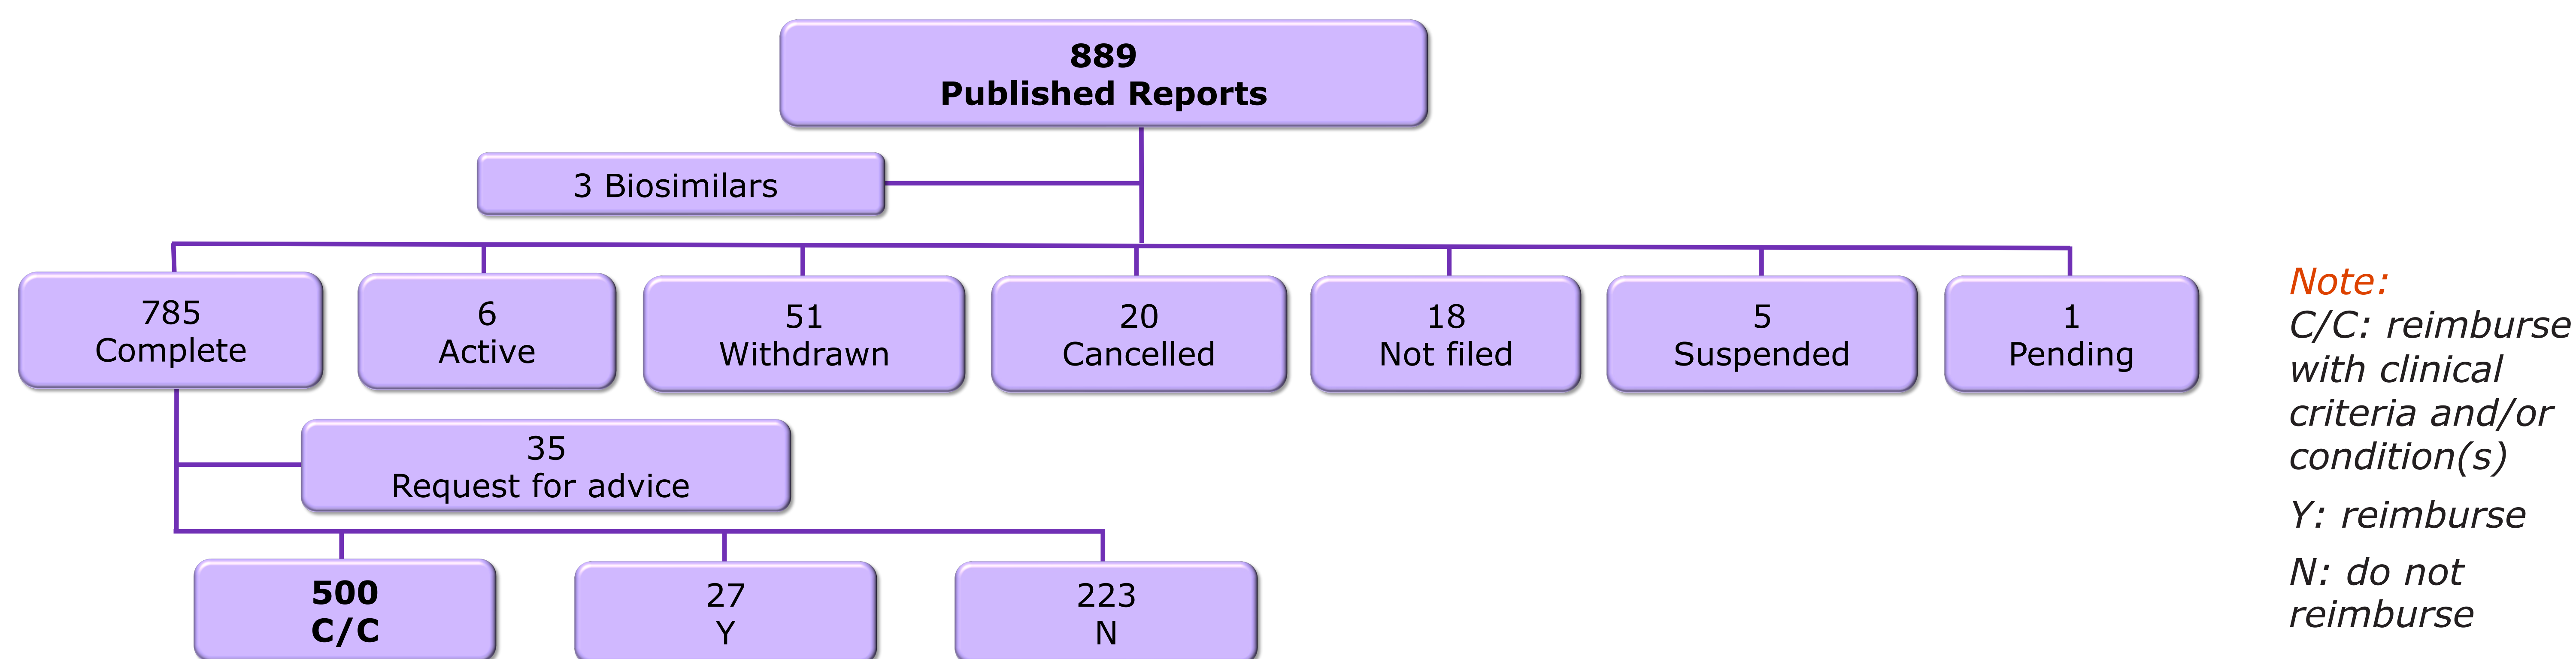 889
Published Reports
3 Biosimilars
785
Complete
6
Active
51
Withdrawn
20
Cancelled
18
Not filed
5
Suspended
1
Pending
35
Request for advice
500
C/C
27
Y
223
N
Note:
C/C: reimburse
with clinical
criteria and/or
condition(s)
Y: reimburse
N: do not
reimburse